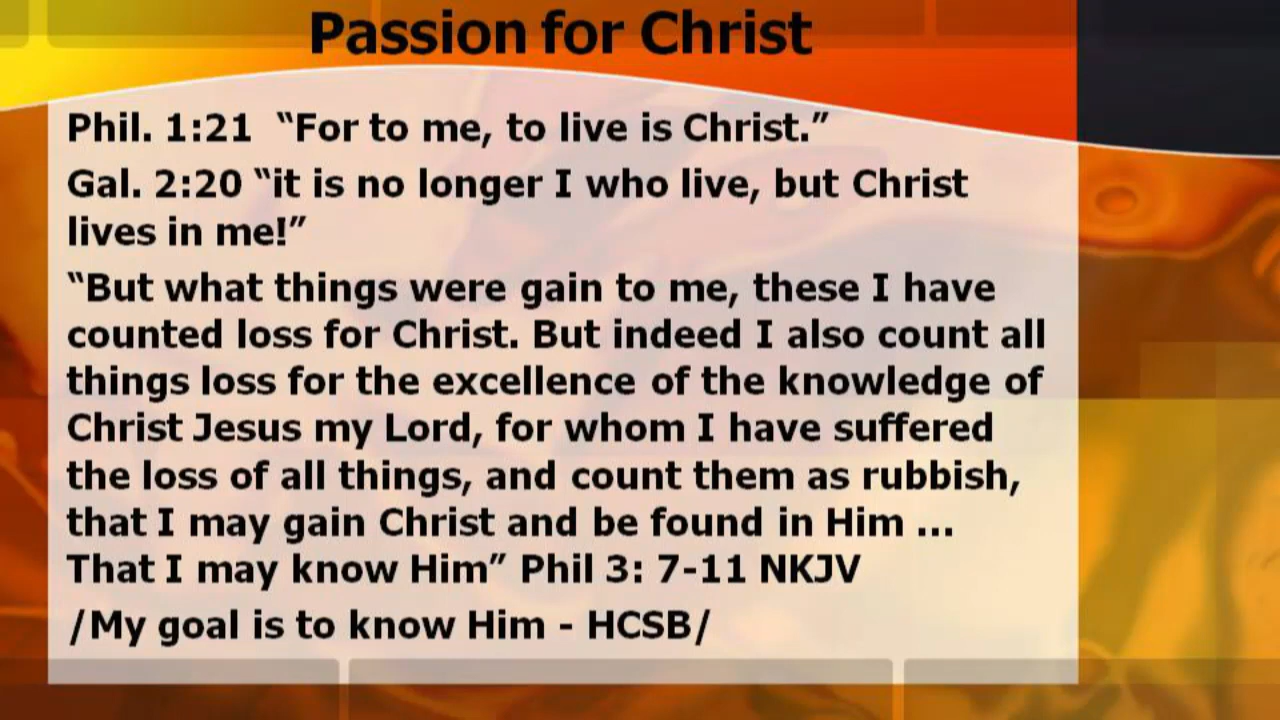 Passion for Christ
Phil. 1:21  “For to me, to live is Christ.”
Gal. 2:20 “it is no longer I who live, but Christ
lives in me!”
“But what things were gain to me, these I have
counted loss for Christ. But indeed I also count all
things loss for the excellence of the knowledge of
Christ Jesus my Lord, for whom I have suffered
the loss of all things, and count them as rubbish,
that I may gain Christ and be found in Him ...
That I may know Him” Phil 3: 7-11 NKJV
/My goal is to know Him - HCSB/